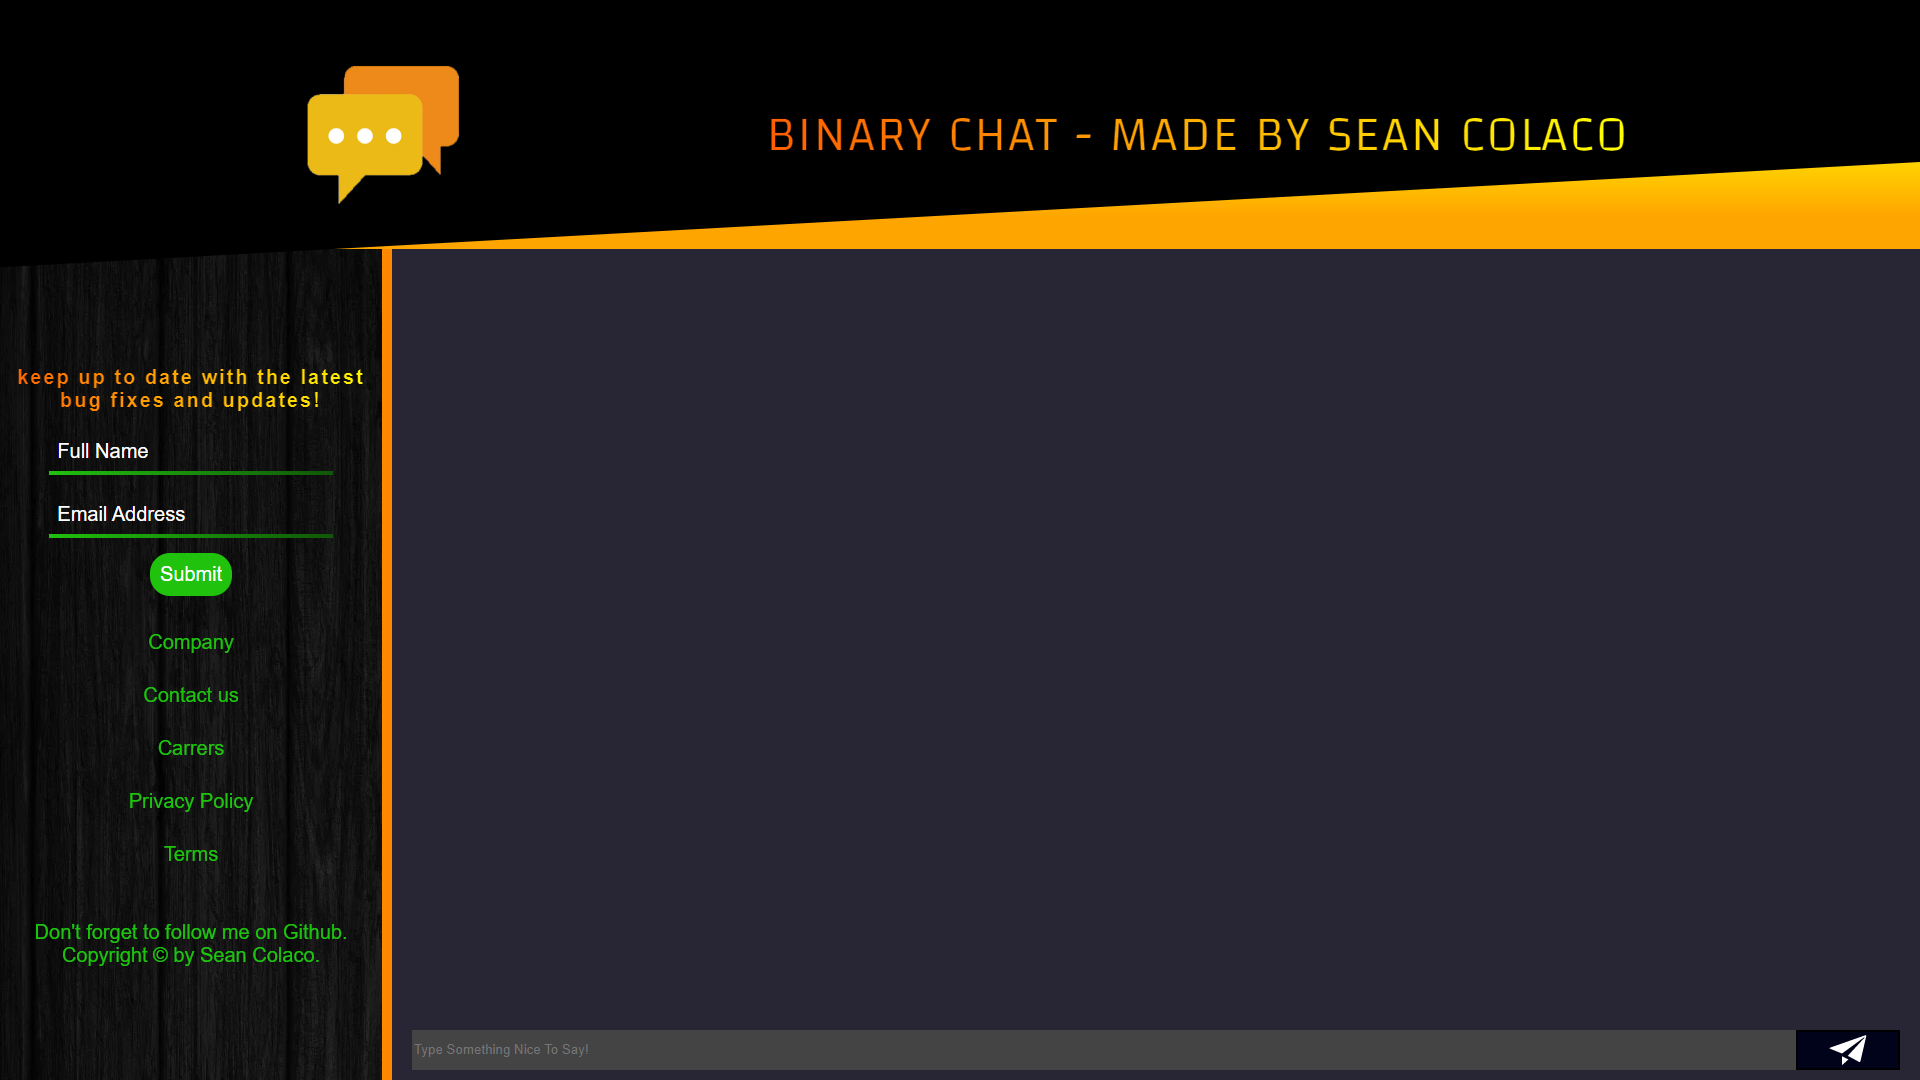 BINARY CHAT - MADE BY SEAN COLACO
keep up to date with the latest
bug fixes and updates!
Full Name
Email Address
Submit
Company
Contact us
Carrers
Privacy Policy
Terms
Don't forget to follow me on Github.
Copyright © by Sean Colaco.
Type Something Nice To Say!